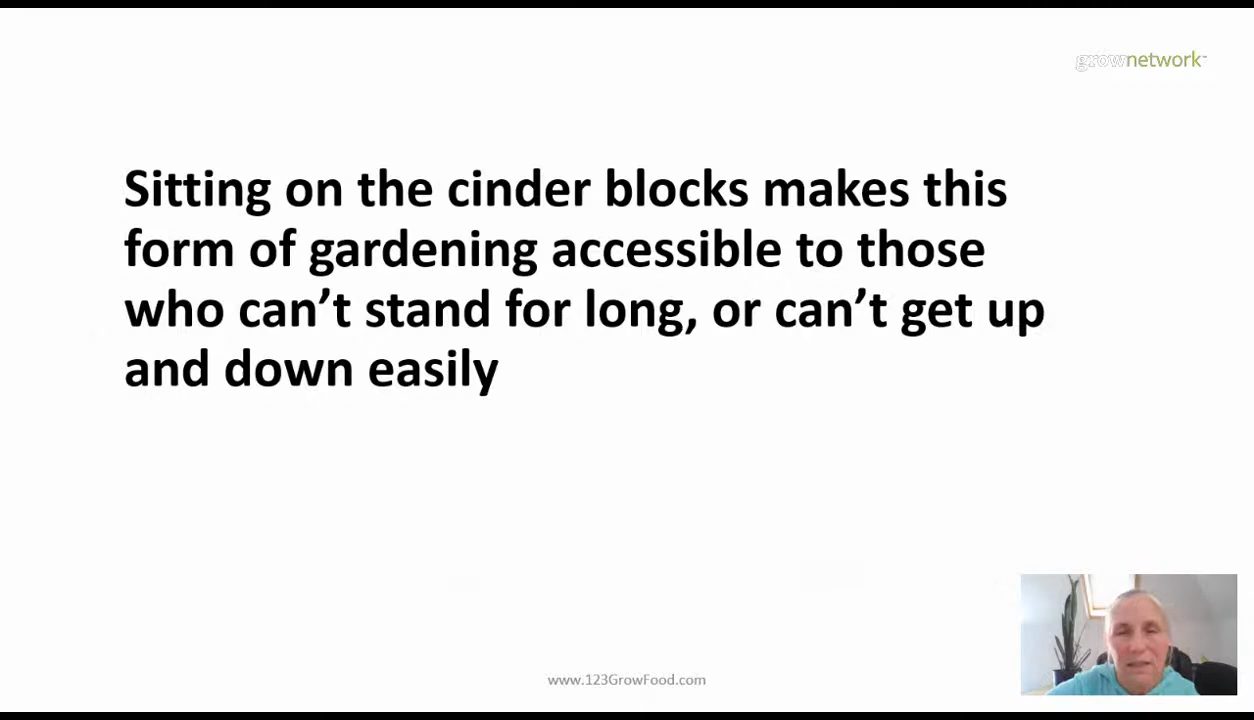 grownetwork
Sitting on the cinder blocks makes this
form of gardening accessible to those
who can’t stand for long, or can’t get up
and down easily
www.123GrowFood.com